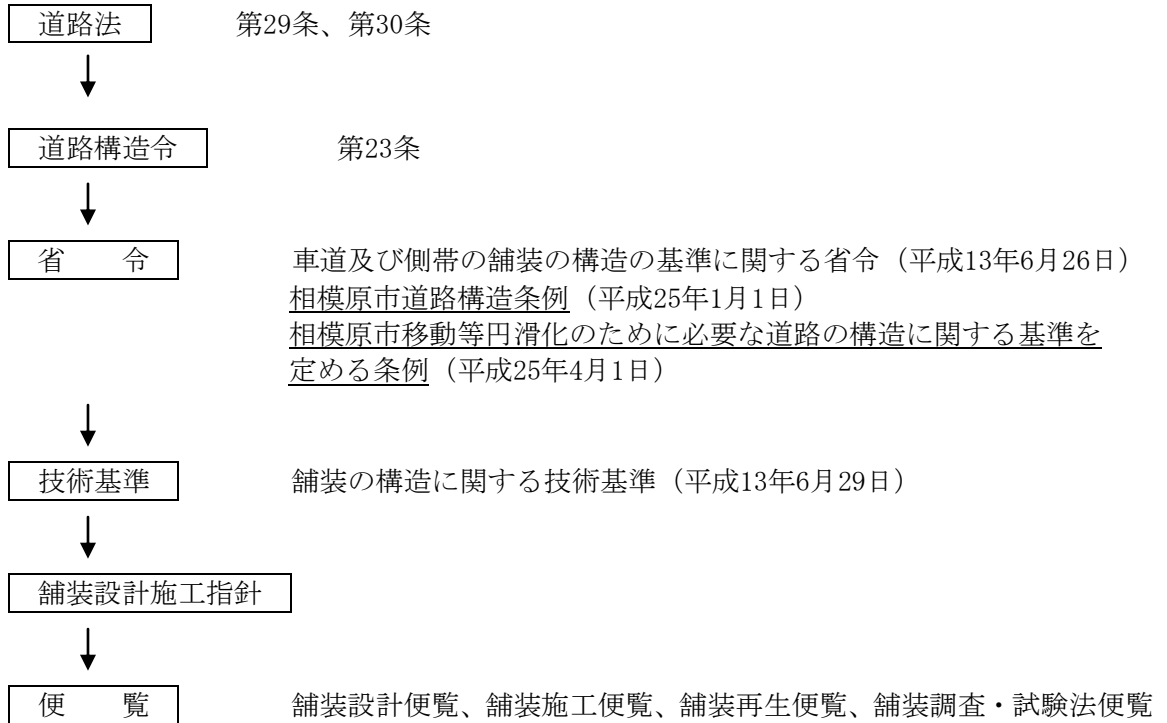 道路法 第29条、第30条
道路構造令 第23条
省 令 車道及び側帯の舗装の構造の基準に関する省令（平成13年6月26日）
相模原市道路構造条例（平成25年1月1日）
相模原市移動等円滑化のために必要な道路の構造に関する基準を
定める条例（平成25年4月1日）
技術基準 舗装の構造に関する技術基準（平成13年6月29日）
舗装設計施工指針
便 覧 舗装設計便覧、舗装施工便覧、舗装再生便覧、舗装調査・試験法便覧